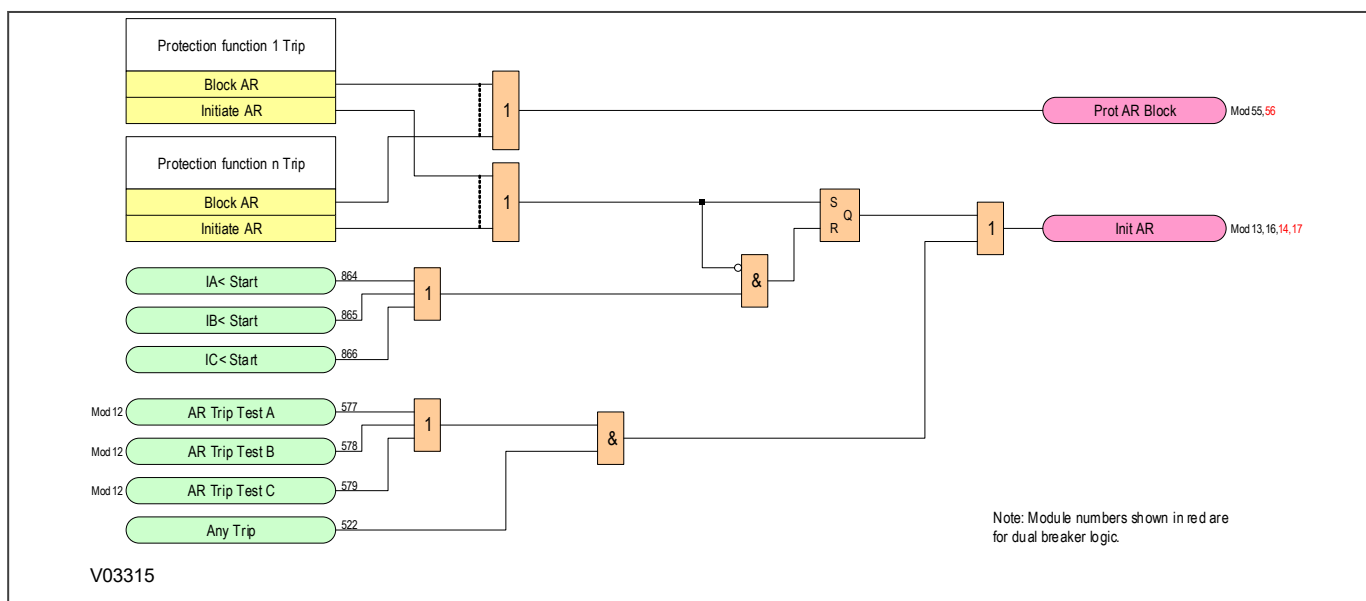 Protection function 1 Trip
Block AR
Initiate AR
1
Prot AR Block
Mod 55,56
Protection function n Trip
Block AR
Initiate AR
1
S
Q
R
1
Init AR
Mod 13, 16,14,17
IA< Start
864
1
&
IB< Start
865
IC< Start
866
Mod 12
AR Trip Test A
577
1
&
Mod 12
AR Trip Test B
578
Mod 12
AR Trip Test C
579
Any Trip
522
Note: Module numbers shown in red are
for dual breaker logic.
V03315